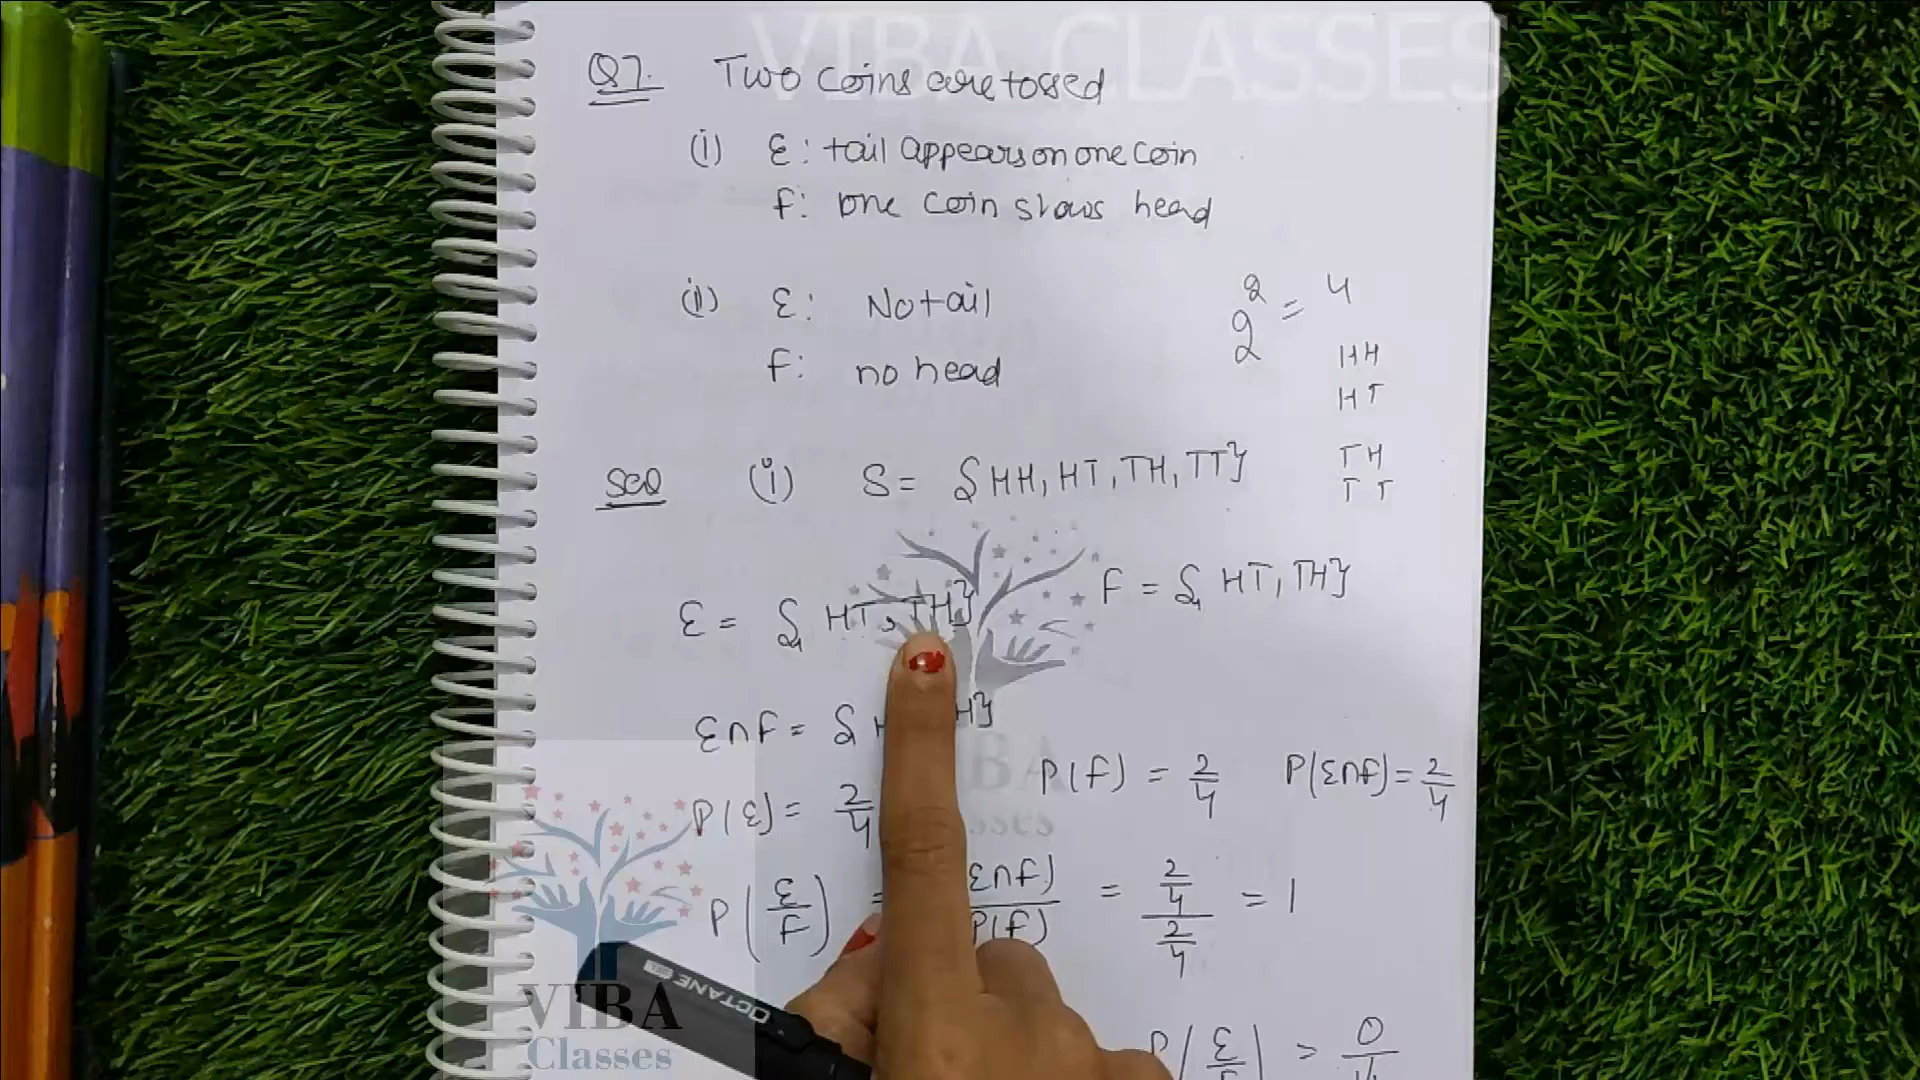 VIBA CLASSES
Q7. Two coins are tossed
(i) E: tail appears on one coin
F: one coin shows head
(ii) E: No tail
F: no head
2² = 4
HH
HT
TH
TT
Sol (i) S = {HH, HT, TH, TT}
E = {HT, TH}
F = {HT, TH}
E∩F = { H H}
P(E) = 2/4
P(F) = 2/4
P(E∩F) = 2/4
P(E/F) = E∩F) / P(F) = 2/4 / 2/4 = 1
P(E/F) = 0
VIBA
Classes
OCTANE